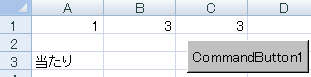 A B C D
1 1 3 3
2
3 当たり CommandButton1